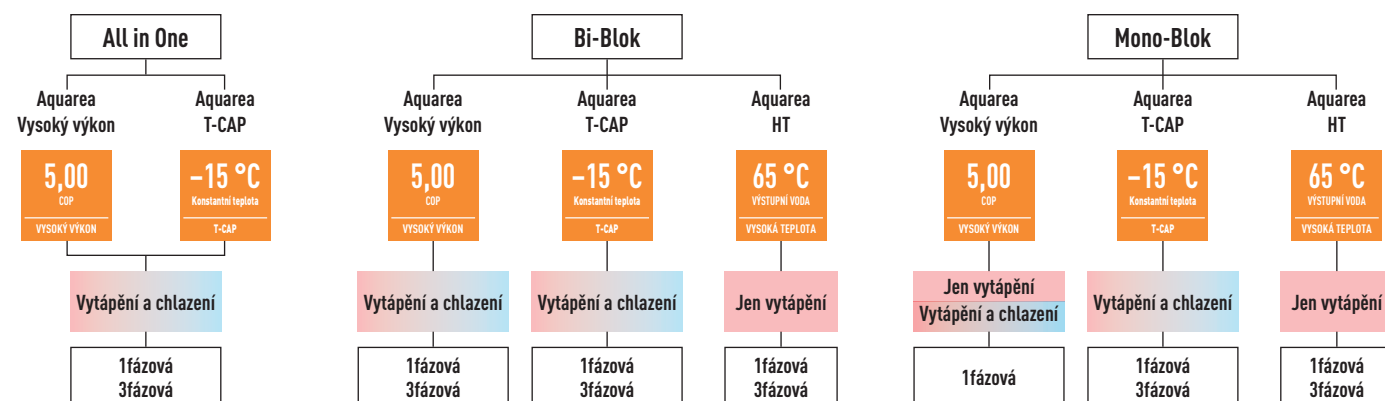 All in One
Aquarea
Vysoký výkon
5,00
COP
VYSOKÝ VÝKON
Aquarea
T-CAP
–15 °C
Konstantní teplota
T-CAP
Vytápění a chlazení
1fázová
3fázová
Bi-Blok
Aquarea
Vysoký výkon
5,00
COP
VYSOKÝ VÝKON
Vytápění a chlazení
1fázová
3fázová
Aquarea
T-CAP
–15 °C
Konstantní teplota
T-CAP
Vytápění a chlazení
1fázová
3fázová
Aquarea
HT
65 °C
VÝSTUPNÍ VODA
VYSOKÁ TEPLOTA
Jen vytápění
1fázová
3fázová
Mono-Blok
Aquarea
Vysoký výkon
5,00
COP
VYSOKÝ VÝKON
Jen vytápění
Vytápění a chlazení
1fázová
Aquarea
T-CAP
–15 °C
Konstantní teplota
T-CAP
Vytápění a chlazení
1fázová
3fázová
Aquarea
HT
65 °C
VÝSTUPNÍ VODA
VYSOKÁ TEPLOTA
Jen vytápění
1fázová
3fázová